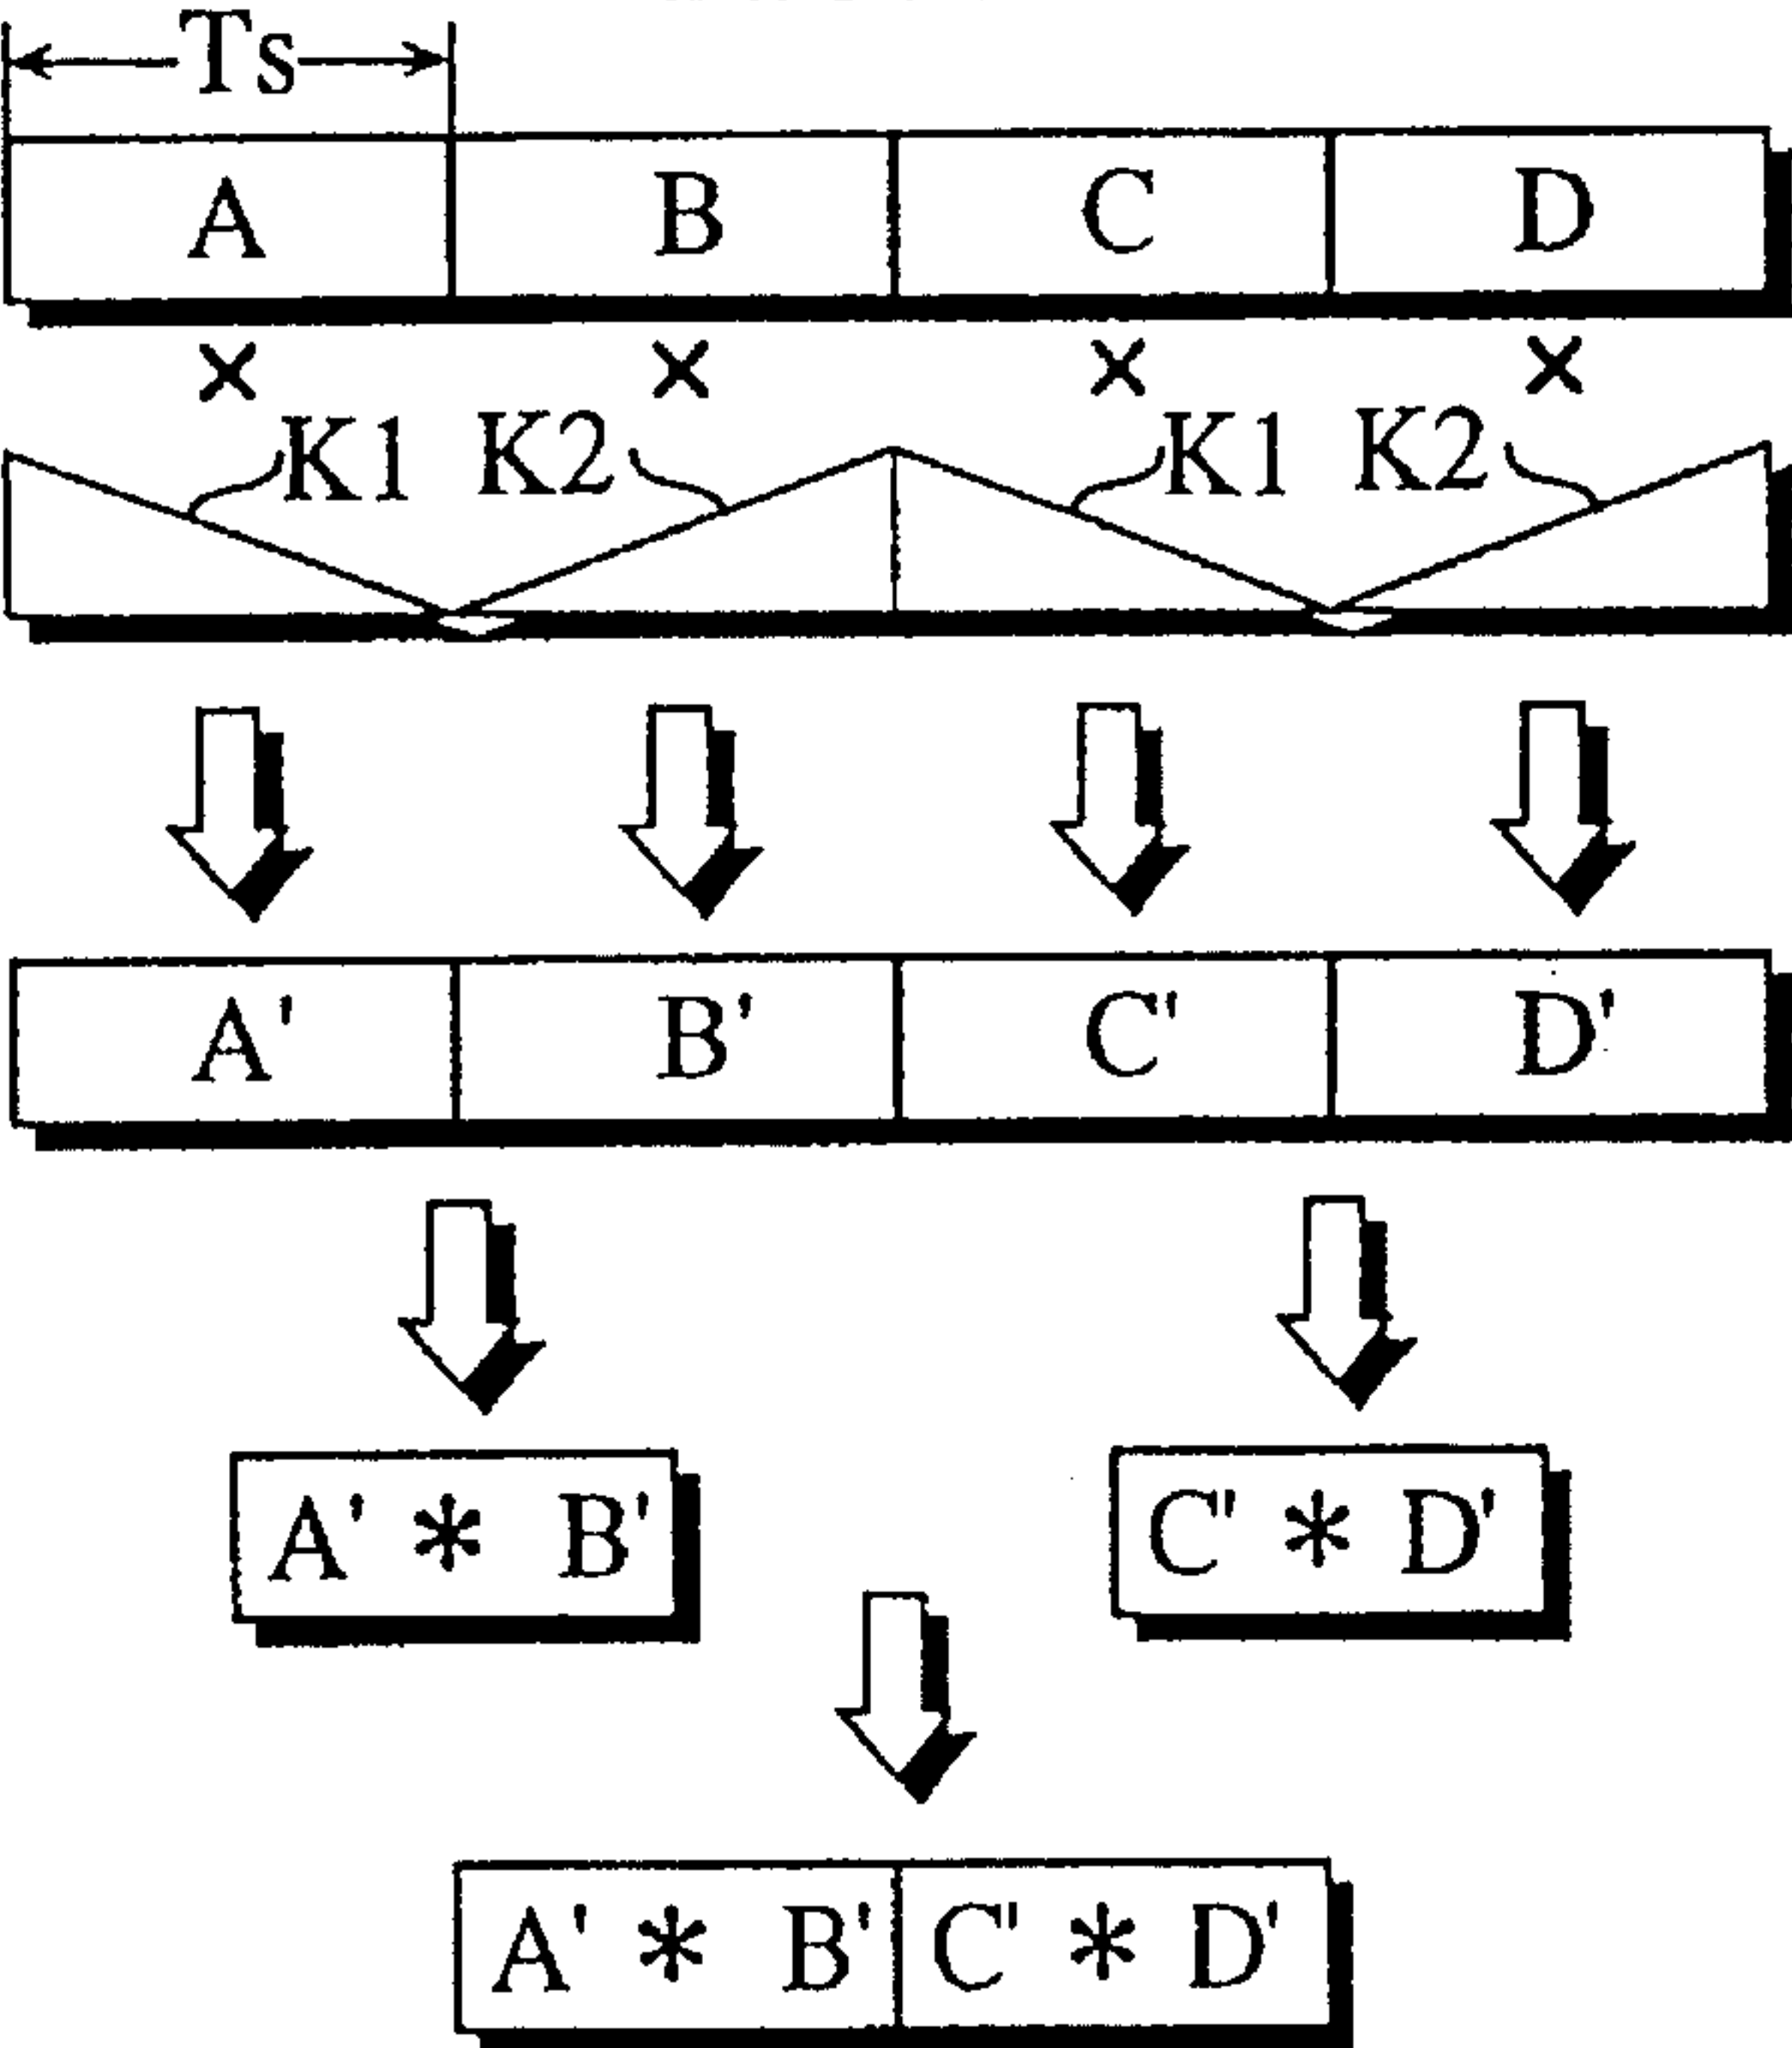 Ts
A B C D
× × × ×
K1 K2 K1 K2
A' B' C' D'
A' * B' C' * D'
A' * B' C' * D'